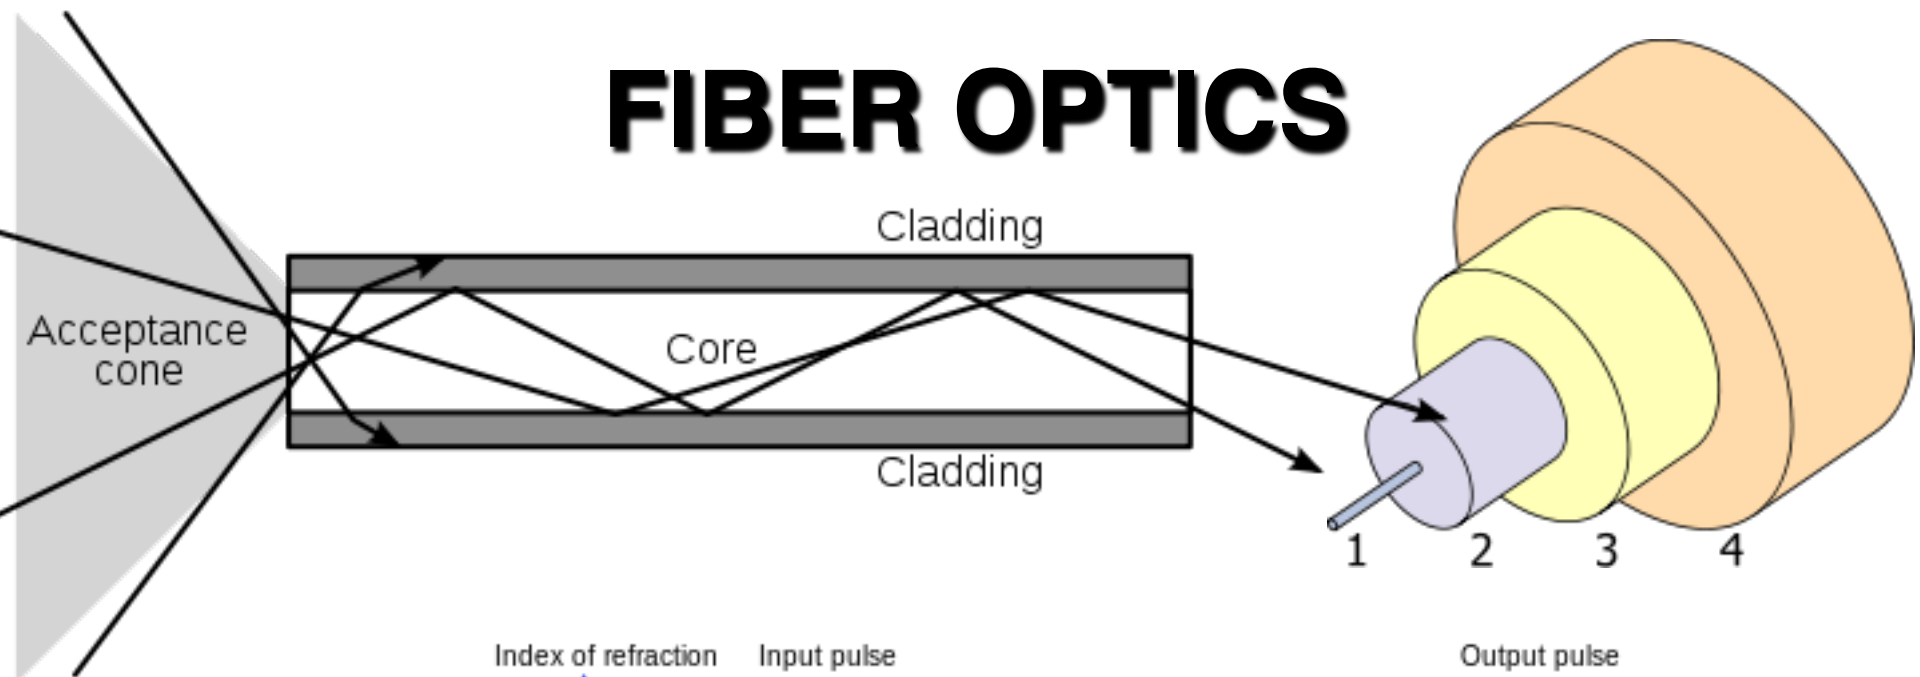 FIBER OPTICS
Cladding
Acceptance
cone
Core
Cladding
1 2 3 4
Index of refraction Input pulse Output pulse